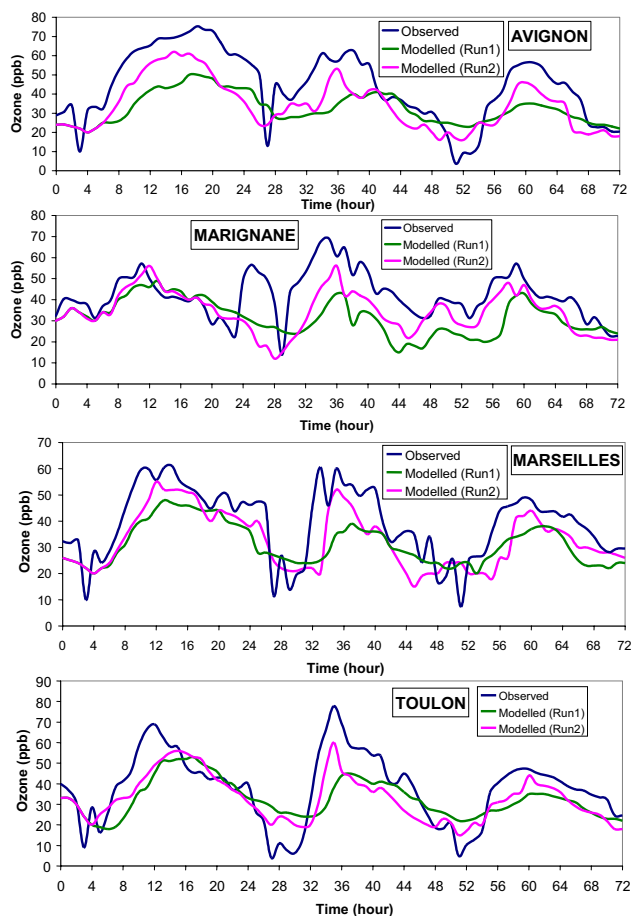 Ozone (ppb)
80
70
60
50
40
30
20
10
0
Observed
Modelled (Run1)
Modelled (Run2)
AVIGNON
0 4 8 12 16 20 24 28 32 36 40 44 48 52 56 60 64 68 72
Time (hour)
Ozone (ppb)
80
70
60
50
40
30
20
10
0
MARIGNANE
Observed
Modelled (Run1)
Modelled (Run2)
0 4 8 12 16 20 24 28 32 36 40 44 48 52 56 60 64 68 72
Time (hour)
Ozone (ppb)
70
60
50
40
30
20
10
0
Observed
Modelled (Run1)
Modelled (Run2)
MARSEILLES
0 4 8 12 16 20 24 28 32 36 40 44 48 52 56 60 64 68 72
Time (hour)
Ozone (ppb)
90
80
70
60
50
40
30
20
10
0
TOULON
Observed
Modelled (Run1)
Modelled (Run2)
0 4 8 12 16 20 24 28 32 36 40 44 48 52 56 60 64 68 72
Time (hour)